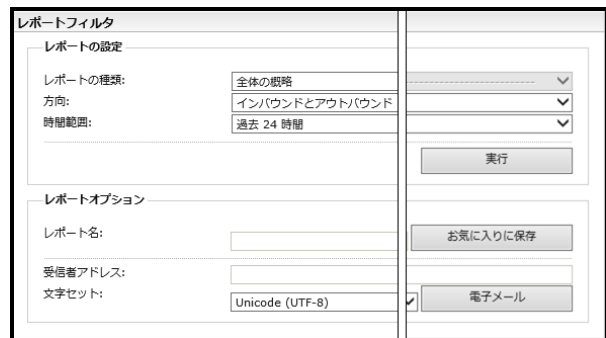 レポートフィルタ
レポートの設定
レポートの種類: 全体の概略
方向: インバウンドとアウトバウンド
時間範囲: 過去 24 時間
実行
レポートオプション
レポート名: お気に入りに保存
受信者アドレス:
文字セット: Unicode (UTF-8) 電子メール